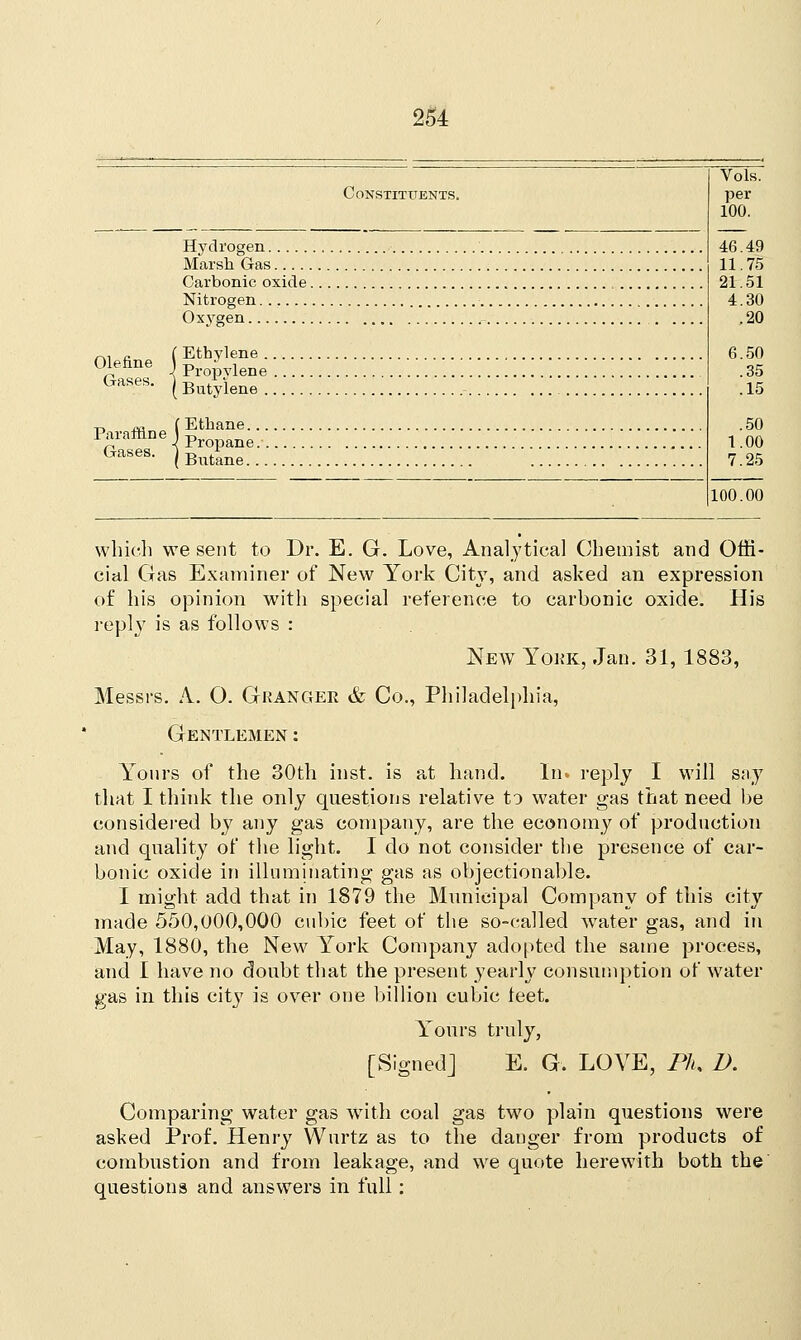 254
CONSTITUENTS.
Vols.
per
100.
Hydrogen 46.49
Marsh Gas 11.75
Carbonic oxide 21.51
Nitrogen 4.30
Oxygen .20
Olefine Gases. { Ethylene 6.50
Propylene .35
Butylene .15
Paraffine Gases. { Ethane .50
Propane 1.00
Butane 7.25
100.00
which we sent to Dr. E. G. Love, Analytical Chemist and Offi-
cial Gas Examiner of New York City, and asked an expression
of his opinion with special reference to carbonic oxide. His
reply is as follows :
NEW YORK, Jan. 31, 1883,
Messrs. A. O. GRANGER & Co., Philadelphia,
GENTLEMEN :
Yours of the 30th inst. is at hand. In reply I will say
that I think the only questions relative to water gas that need be
considered by any gas company, are the economy of production
and quality of the light. I do not consider the presence of car-
bonic oxide in illuminating gas as objectionable.
I might add that in 1879 the Municipal Company of this city
made 550,000,000 cubic feet of the so-called water gas, and in
May, 1880, the New York Company adopted the same process,
and I have no doubt that the present yearly consumption of water
gas in this city is over one billion cubic feet.
Yours truly,
[Signed] E. G. LOVE, Ph. D.
Comparing water gas with coal gas two plain questions were
asked Prof. Henry Wurtz as to the danger from products of
combustion and from leakage, and we quote herewith both the
questions and answers in full :